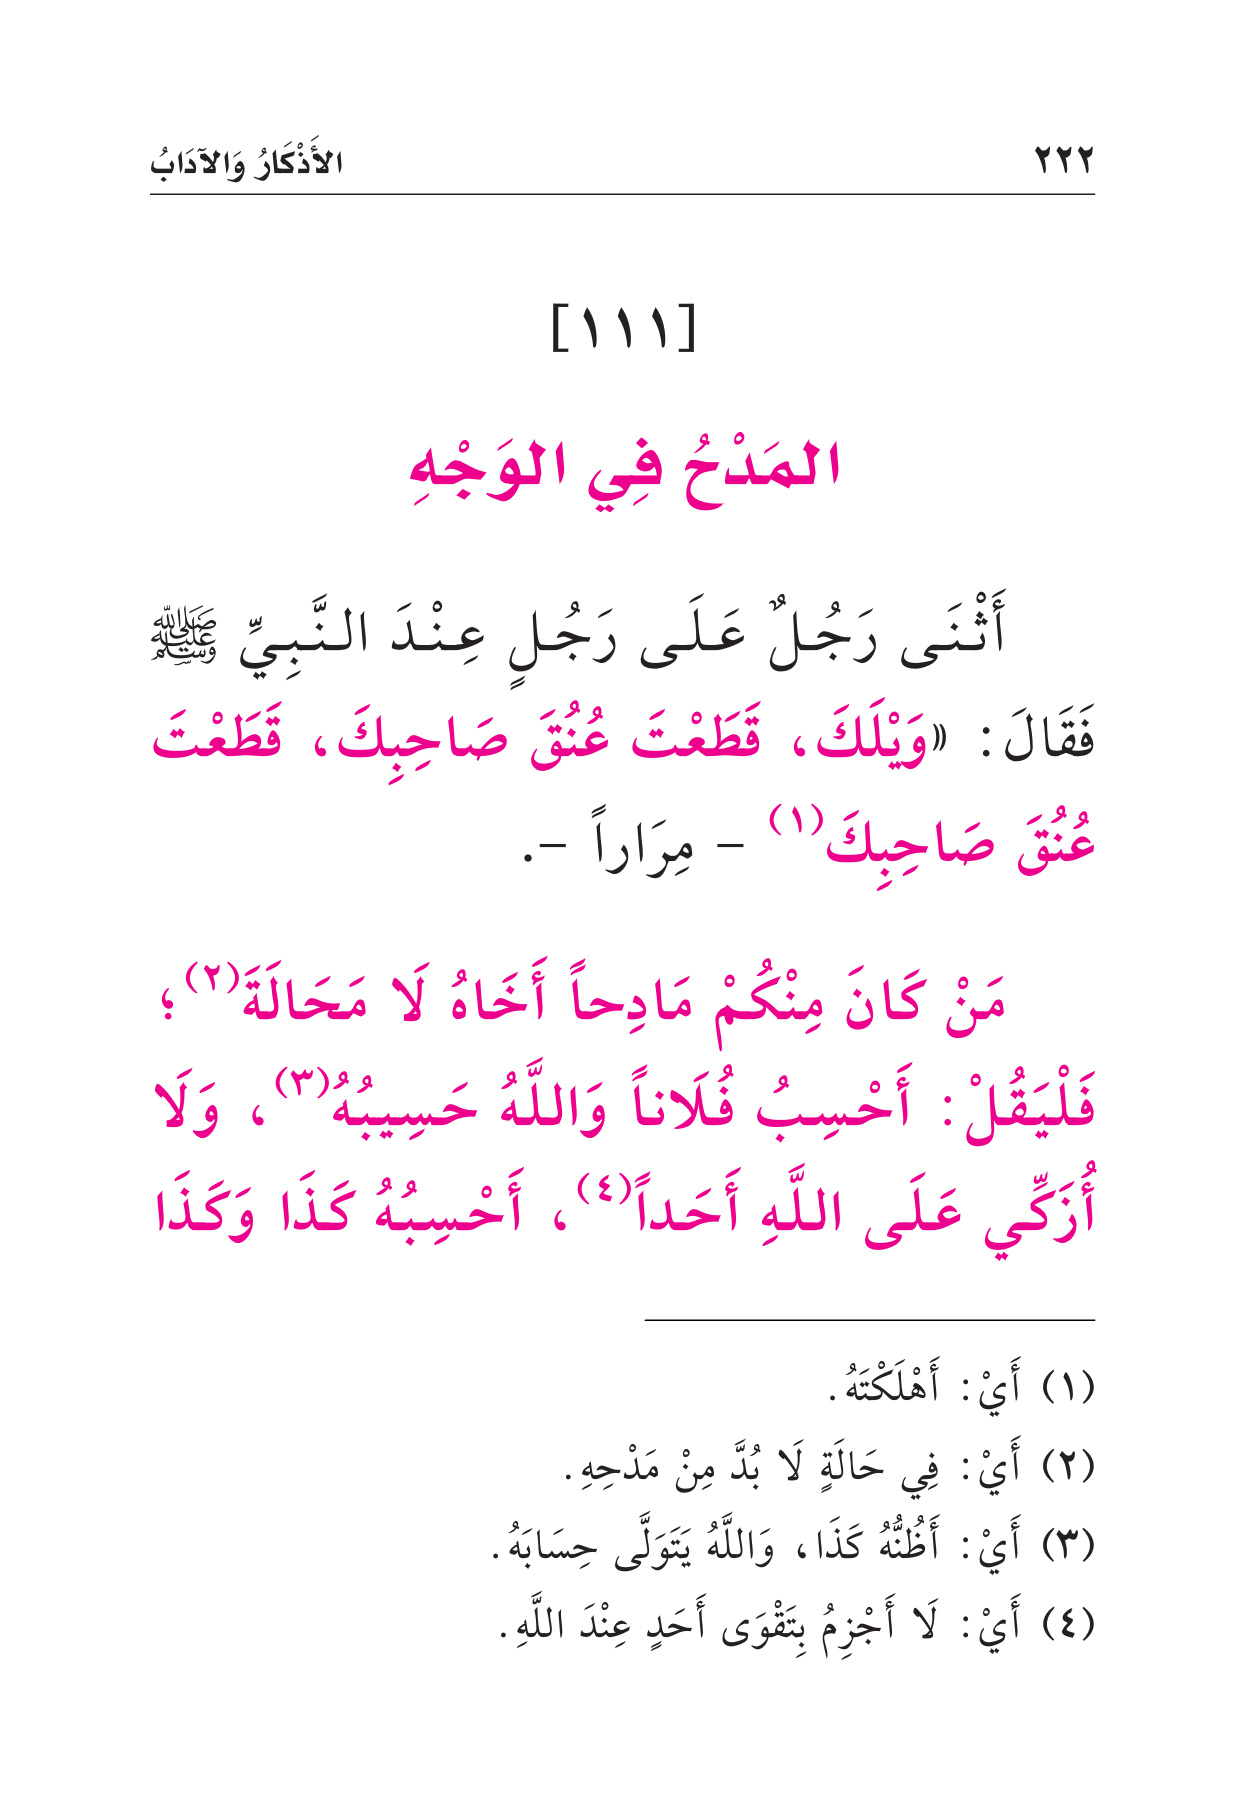 ٢٢٢ الأَذْكَارُ وَالآدَابُ
[١١١]
المَدْحُ فِي الوَجْهِ
أَثْنَى رَجُلٌ عَلَى رَجُلٍ عِنْدَ النَّبِيِّ ﷺ
فَقَالَ: «وَيْلَكَ، قَطَعْتَ عُنُقَ صَاحِبِكَ، قَطَعْتَ
عُنُقَ صَاحِبِكَ(١) – مِرَاراً –.
مَنْ كَانَ مِنْكُمْ مَادِحاً أَخَاهُ لَا مَحَالَةَ(٢)؛
فَلْيَقُلْ: أَحْسِبُ فُلَاناً وَاللَّهُ حَسِيبُهُ(٣)، وَلَا
أُزَكِّي عَلَى اللَّهِ أَحَداً(٤)، أَحْسِبُهُ كَذَا وَكَذَا
(١) أَيْ: أَهْلَكْتَهُ.
(٢) أَيْ: فِي حَالَةٍ لَا بُدَّ مِنْ مَدْحِهِ.
(٣) أَيْ: أَظُنُّهُ كَذَا، وَاللَّهُ يَتَوَلَّى حِسَابَهُ.
(٤) أَيْ: لَا أَجْزِمُ بِتَقْوَى أَحَدٍ عِنْدَ اللَّهِ.